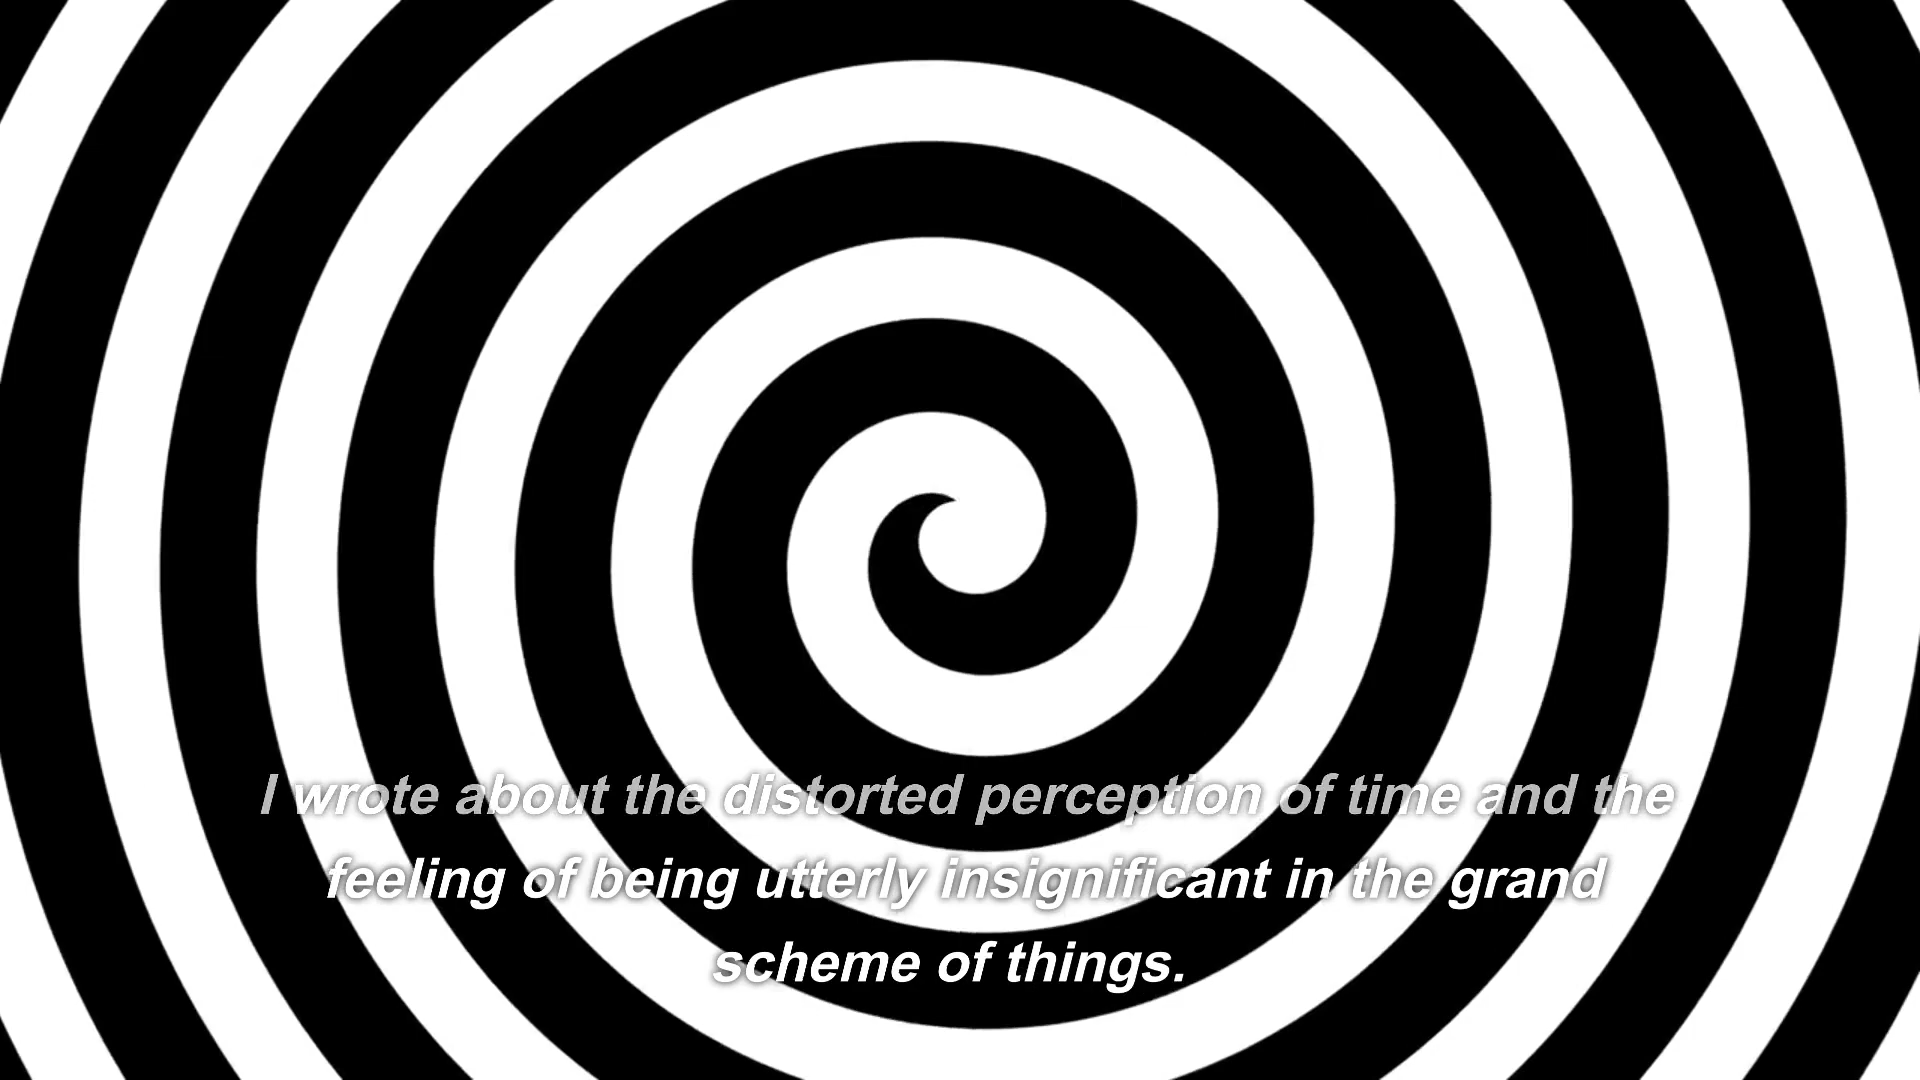 I wrote about the distorted perception of time and the
feeling of being utterly insignificant in the grand
scheme of things.